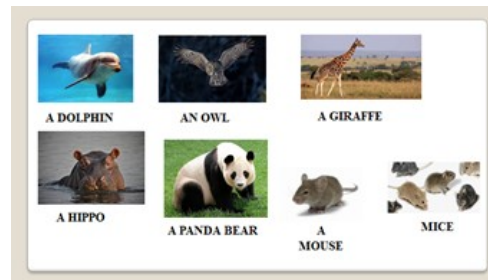 A DOLPHIN
AN OWL
A GIRAFFE
A HIPPO
A PANDA BEAR
A
MOUSE
MICE